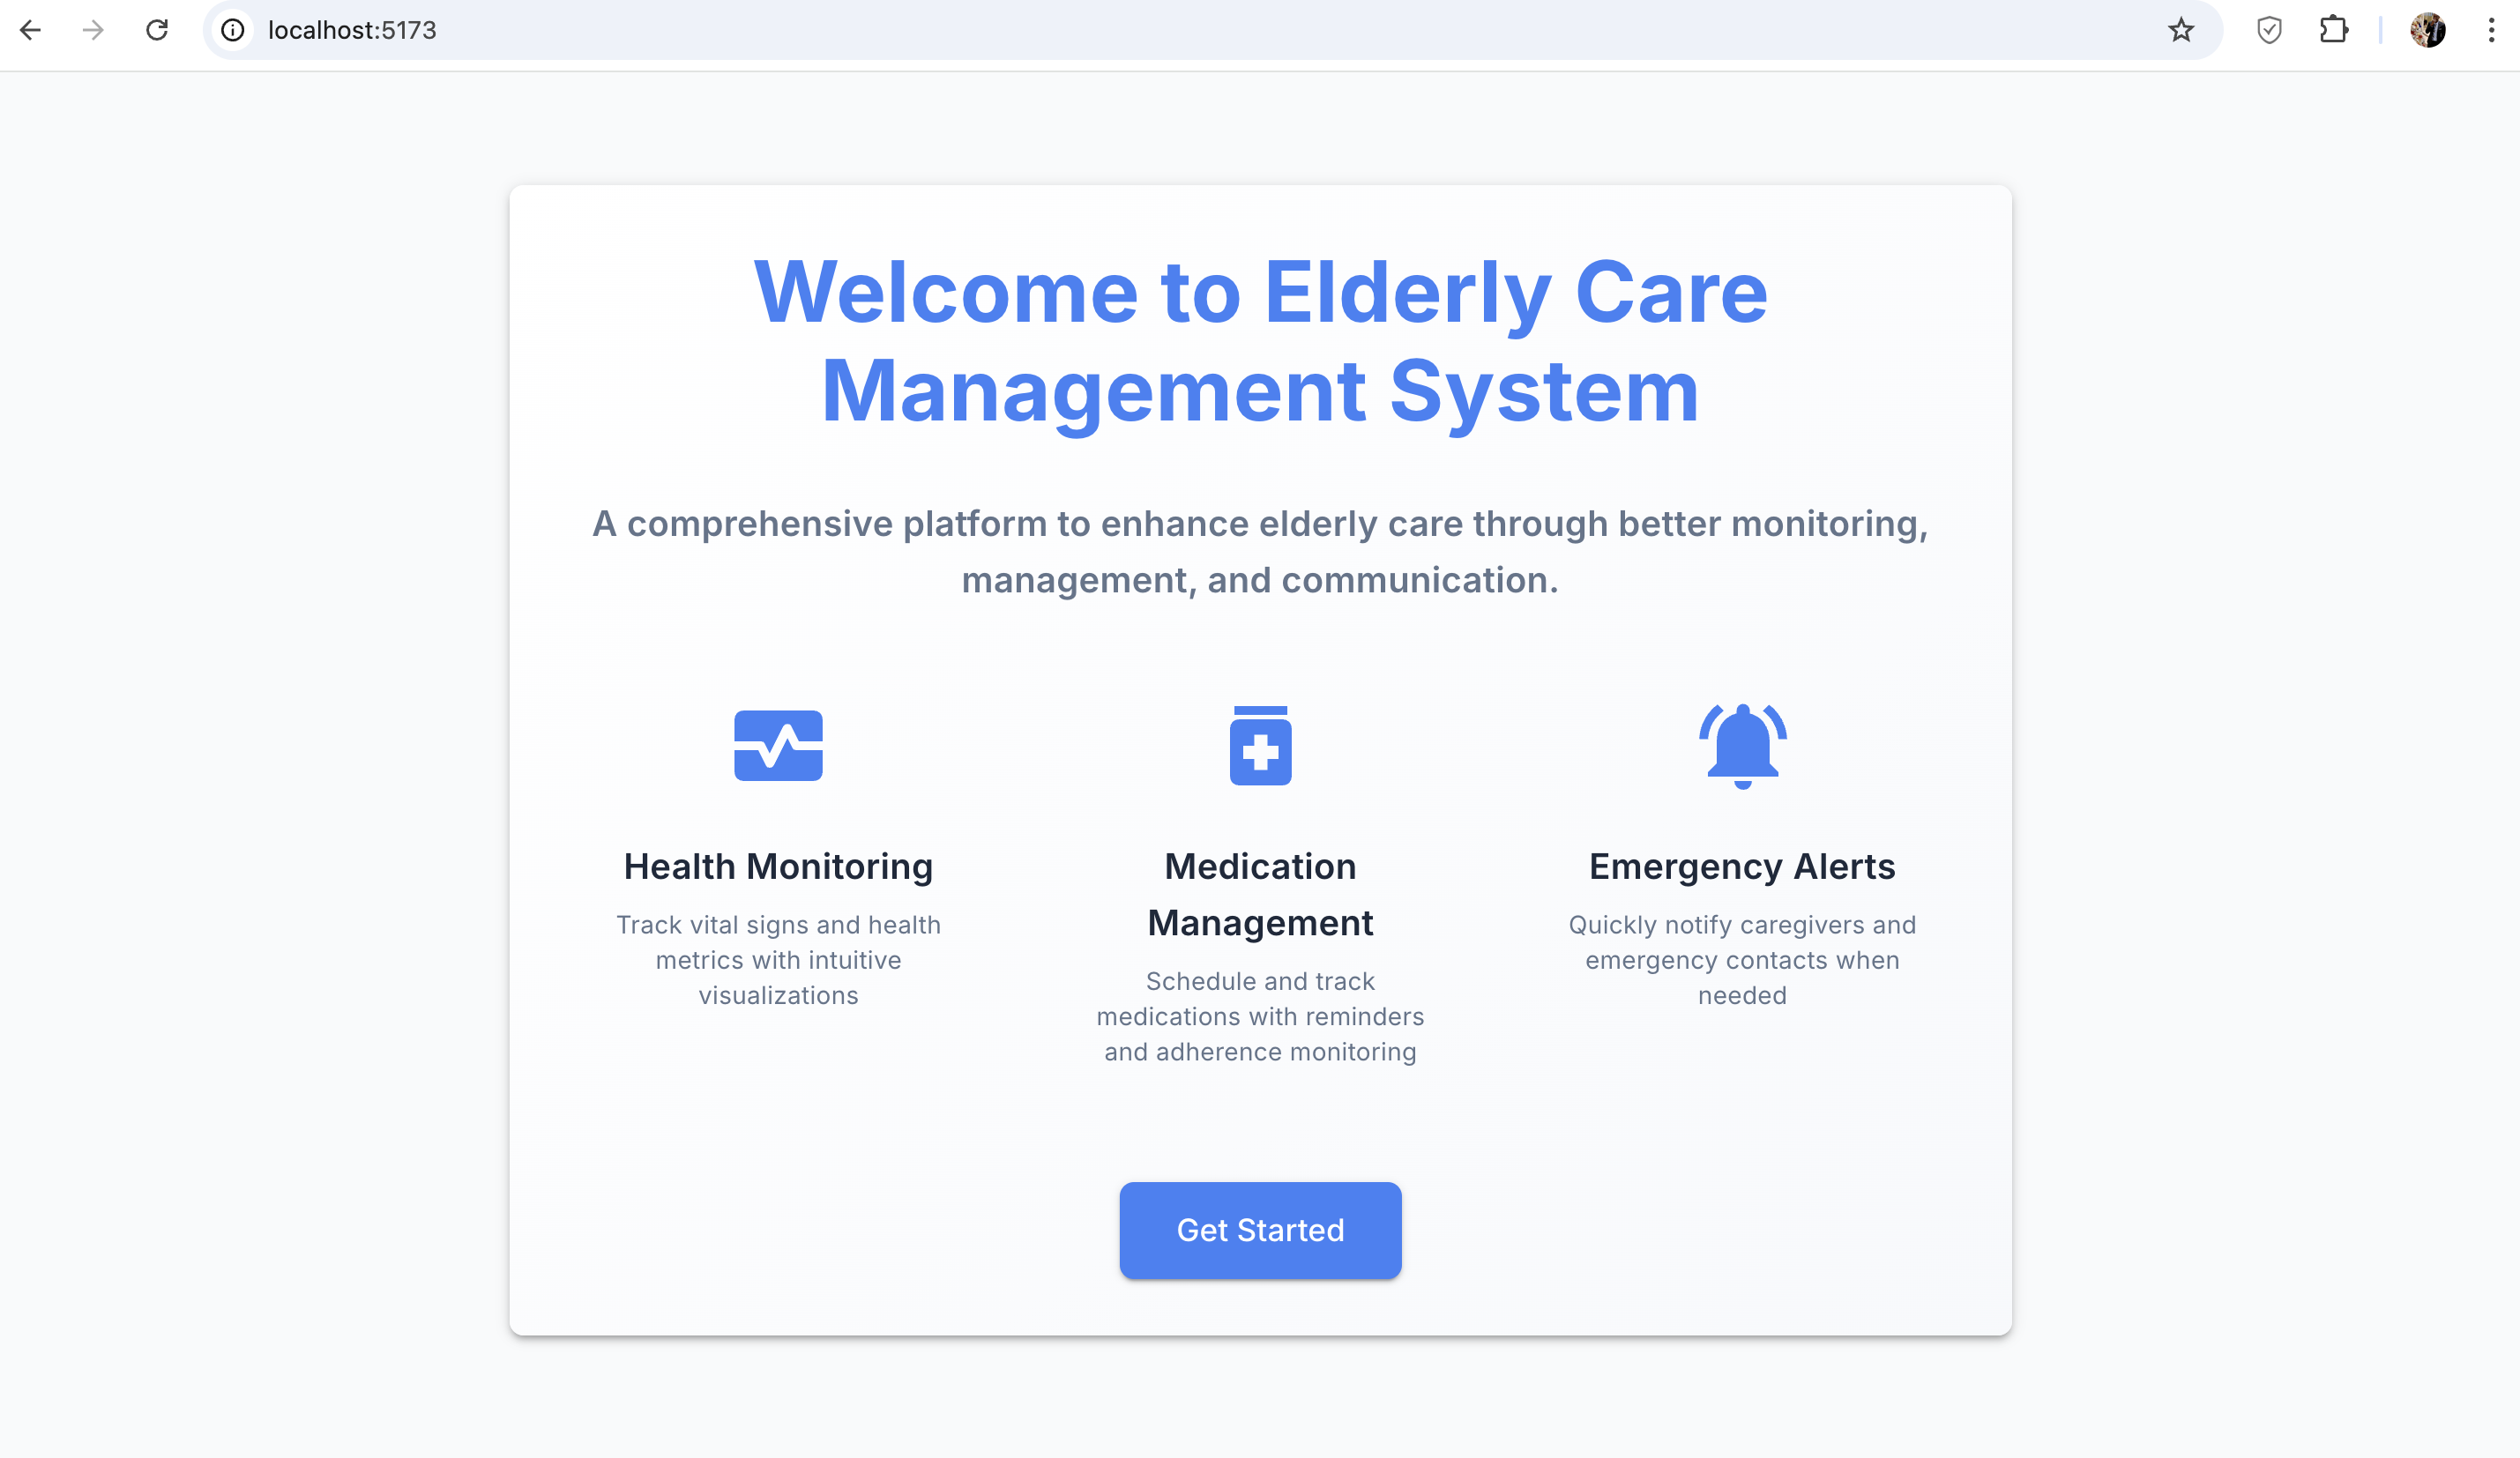 localhost:5173
Welcome to Elderly Care
Management System
A comprehensive platform to enhance elderly care through better monitoring,
management, and communication.
Health Monitoring
Track vital signs and health
metrics with intuitive
visualizations
Medication
Management
Schedule and track
medications with reminders
and adherence monitoring
Emergency Alerts
Quickly notify caregivers and
emergency contacts when
needed
Get Started